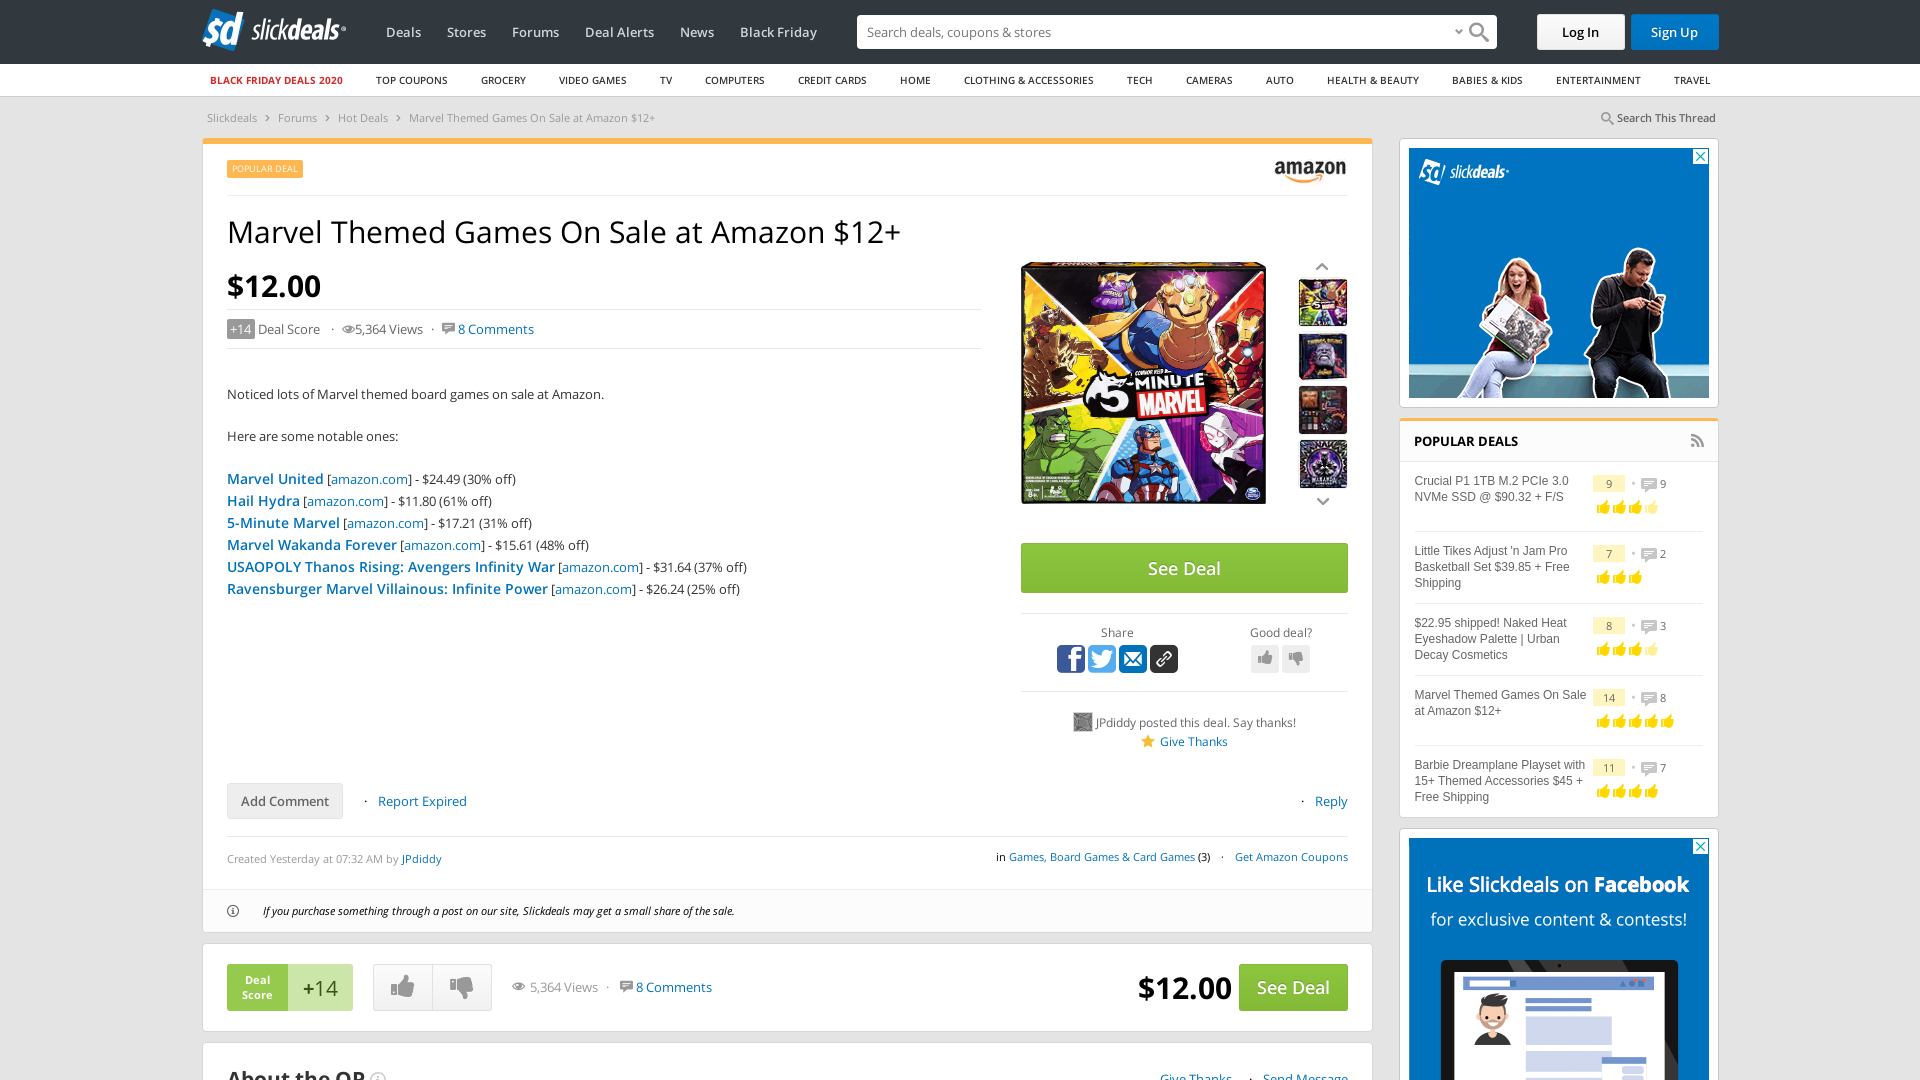 slickdeals
Deals
Stores
Forums
Deal Alerts
News
Black Friday
Search deals, coupons & scores
Log In
Sign Up
BLACK FRIDAY DEALS 2020
TOP COUPONS
GROCERY
VIDEO GAMES
TV
COMPUTERS
CREDIT CARDS
HOME
CLOTHING & ACCESSORIES
TECH
CAMERAS
AUTO
HEALTH & BEAUTY
BABIES & KIDS
ENTERTAINMENT
TRAVEL
Slickdeals > Forums > Hot Deals > Marvel Themed Games On Sale at Amazon $12+
Search This Thread
POPULAR DEAL
amazon
Marvel Themed Games On Sale at Amazon $12+
$12.00
+14 Deal Score · 5,364 Views · 8 Comments
Noticed lots of Marvel themed board games on sale at Amazon.
Here are some notable ones:
Marvel United [amazon.com] - $24.49 (30% off)
Hail Hydra [amazon.com] - $11.80 (61% off)
5-Minute Marvel [amazon.com] - $17.21 (31% off)
Marvel Wakanda Forever [amazon.com] - $15.61 (48% off)
USAOPOLY Thanos Rising: Avengers Infinity War [amazon.com] - $31.64 (37% off)
Ravensburger Marvel Villainous: Infinite Power [amazon.com] - $26.24 (25% off)
5 MINUTE
MARVEL
See Deal
Share
Good deal?
JPdiddy posted this deal. Say thanks!
Give Thanks
Add Comment
· Report Expired
· Reply
Created Yesterday at 07:32 AM by JPdiddy
in Games, Board Games & Card Games (3) · Get Amazon Coupons
If you purchase something through a post on our site, Slickdeals may get a small share of the sale.
Deal
Score
+14
5,364 Views · 8 Comments
$12.00
See Deal
About the OP
Give Thanks · Send Message
slickdeals
POPULAR DEALS
Crucial P1 1TB M.2 PCIe 3.0
NVMe SSD @ $90.32 + F/S
9 · 9
Little Tikes Adjust 'n Jam Pro
Basketball Set $39.85 + Free
Shipping
7 · 2
$22.95 shipped! Naked Heat
Eyeshadow Palette | Urban
Decay Cosmetics
8 · 3
Marvel Themed Games On Sale
at Amazon $12+
14 · 8
Barbie Dreamplane Playset with
15+ Themed Accessories $45 +
Free Shipping
11 · 7
Like Slickdeals on Facebook
for exclusive content & contests!